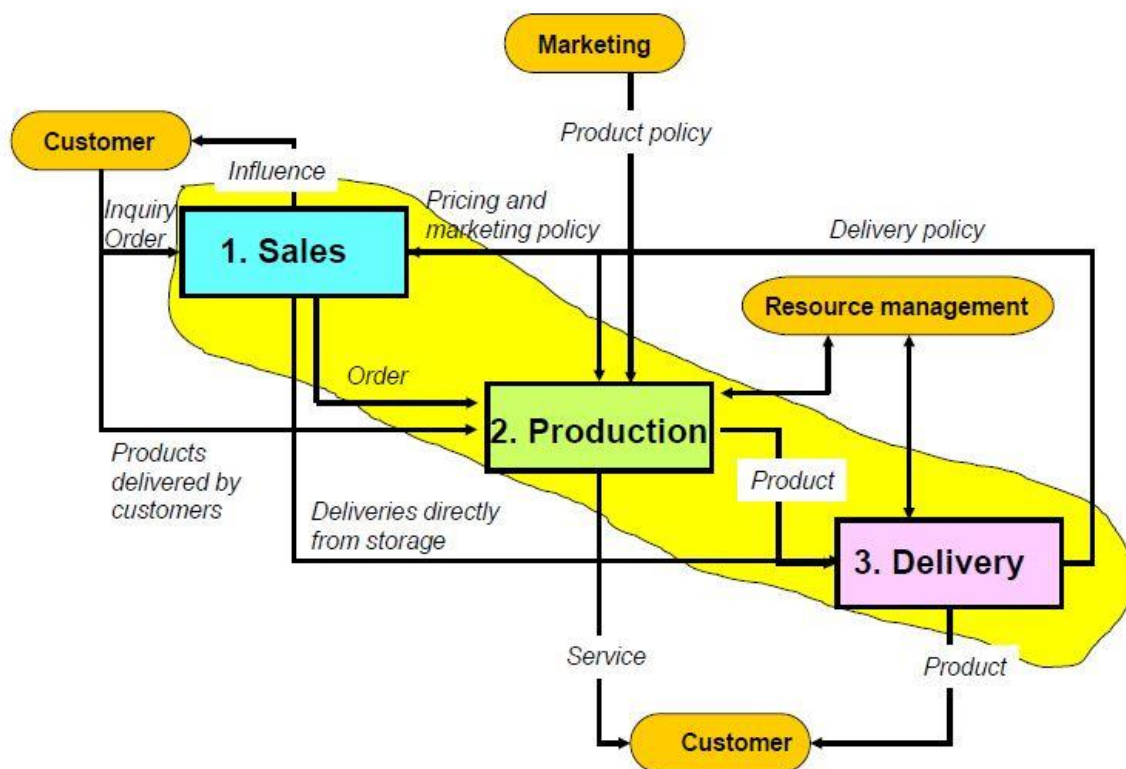 Marketing
Customer
Product policy
Influence
Inquiry
Order
Pricing and
marketing policy
Delivery policy
1. Sales
Resource management
Order
2. Production
Products
delivered by
customers
Product
Deliveries directly
from storage
3. Delivery
Service
Product
Customer